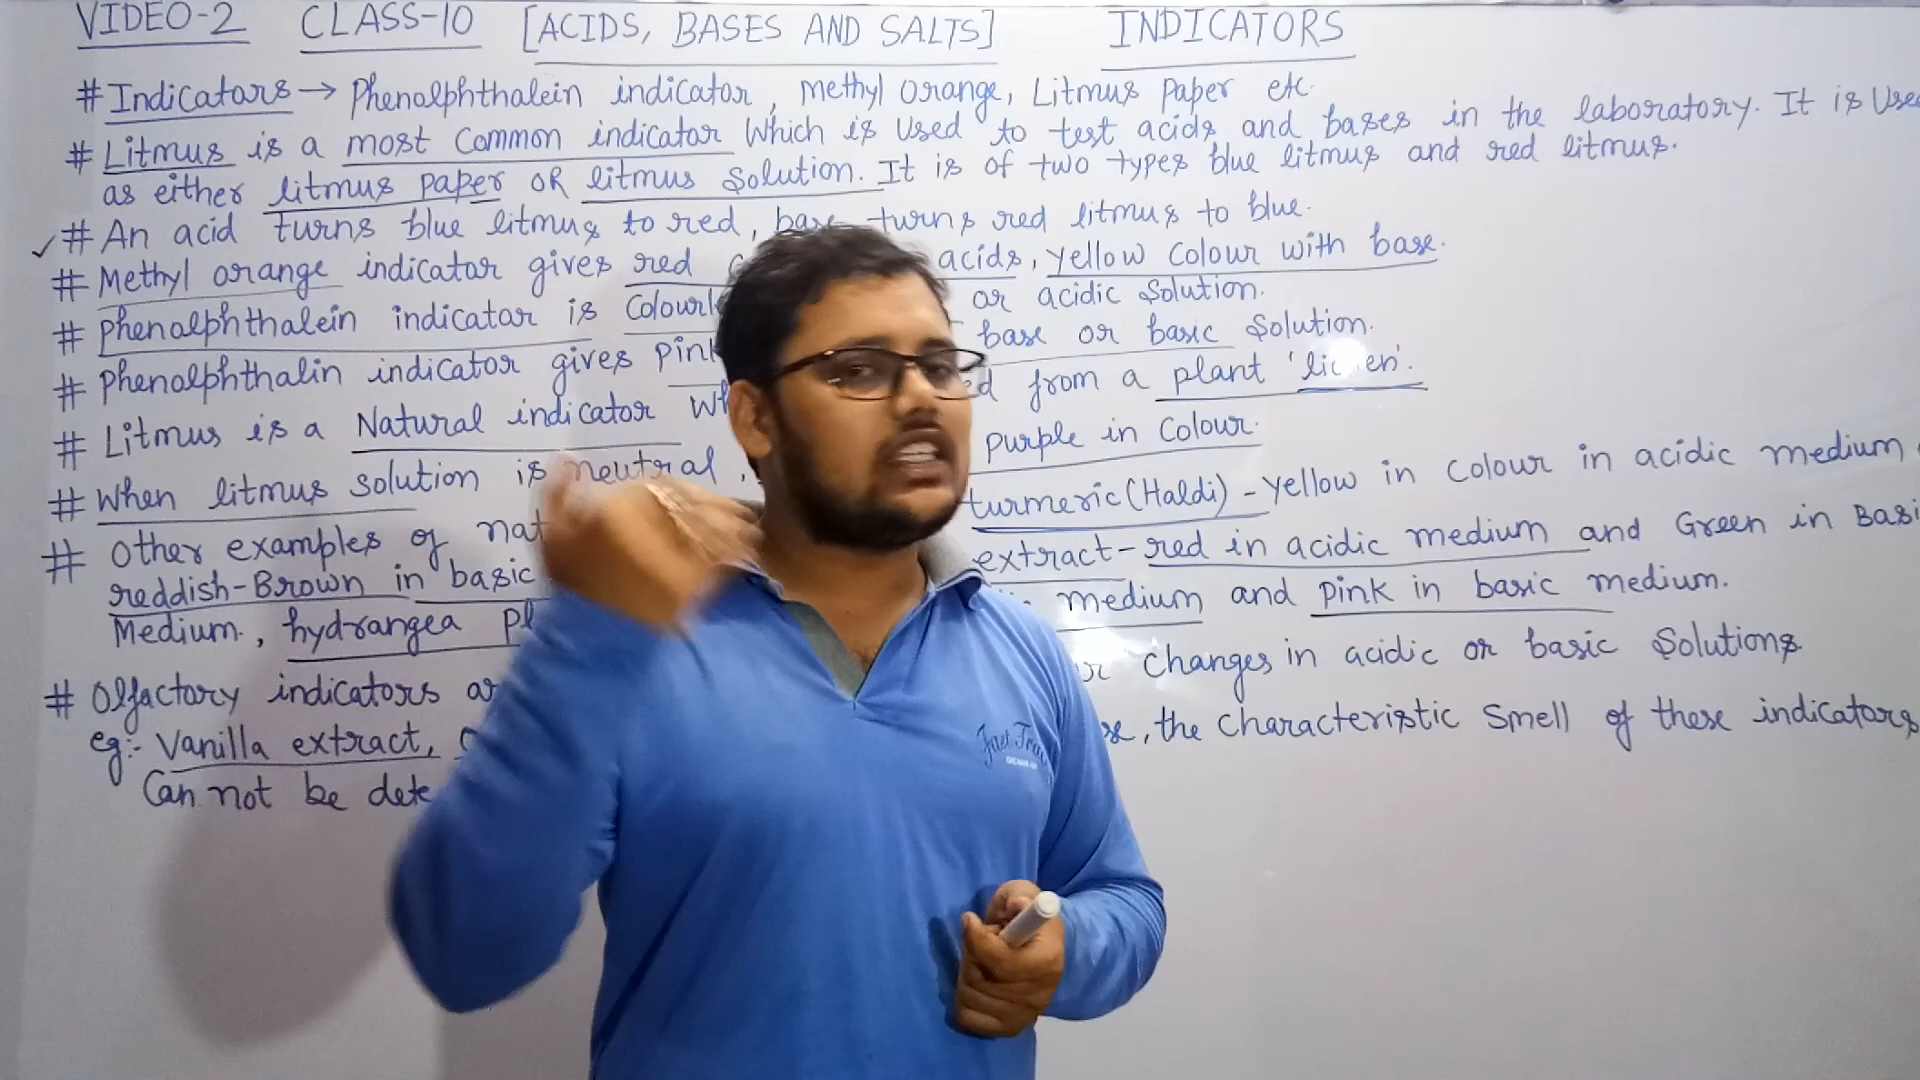 VIDEO-2 CLASS-10 [ACIDS, BASES AND SALTS] INDICATORS
# Indicators → Phenolphthalein indicator, Methyl orange, Litmus Paper etc.
# Litmus is a most Common indicator Which is Used to test acids and bases in the laboratory. It is Used
as either litmus paper OR litmus Solution. It is of two types blue litmus and red litmus.
# An acid turns blue litmus to red, base turns red litmus to blue.
# Methyl orange indicator gives red acids, yellow Colour with base.
# Phenolphthalein indicator is or acidic Solution.
# Phenolphthalin indicator gives pink base or basic Solution.
# Litmus is a Natural indicator from a plant 'lichen'.
# When litmus solution is neutral, purple in Colour.
# Other examples of turmeric (Haldi) - yellow in colour in acidic medium
reddish-Brown in basic extract - red in acidic medium and Green in Basic
Medium, hydrangea medium and pink in basic medium.
# Olfactory indicators changes in acidic or basic Solutions.
eg:- Vanilla extract, the Characteristic Smell of these indicators
Can not be
Fast Track